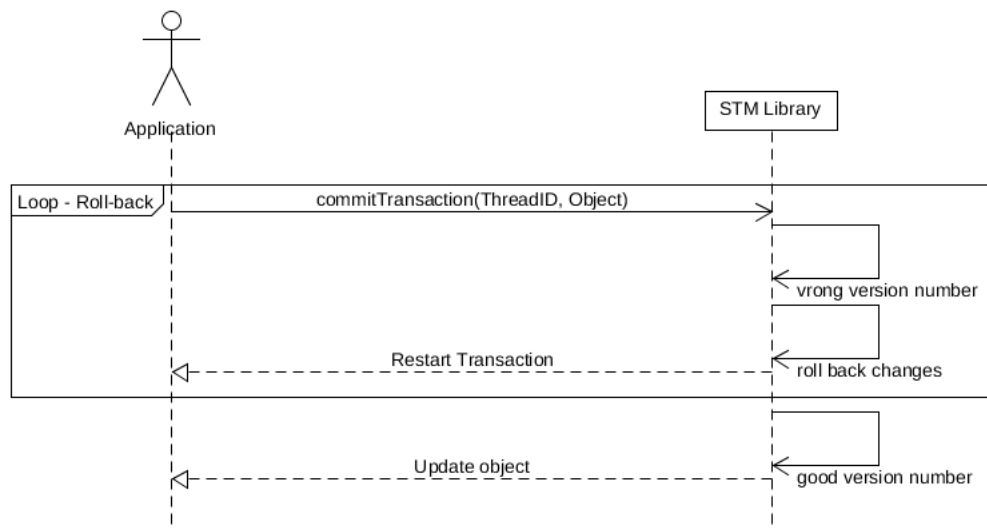 STM Library
Application
Loop - Roll-back
commitTransaction(ThreadID, Object)
vrong version number
Restart Transaction
roll back changes
Update object
good version number